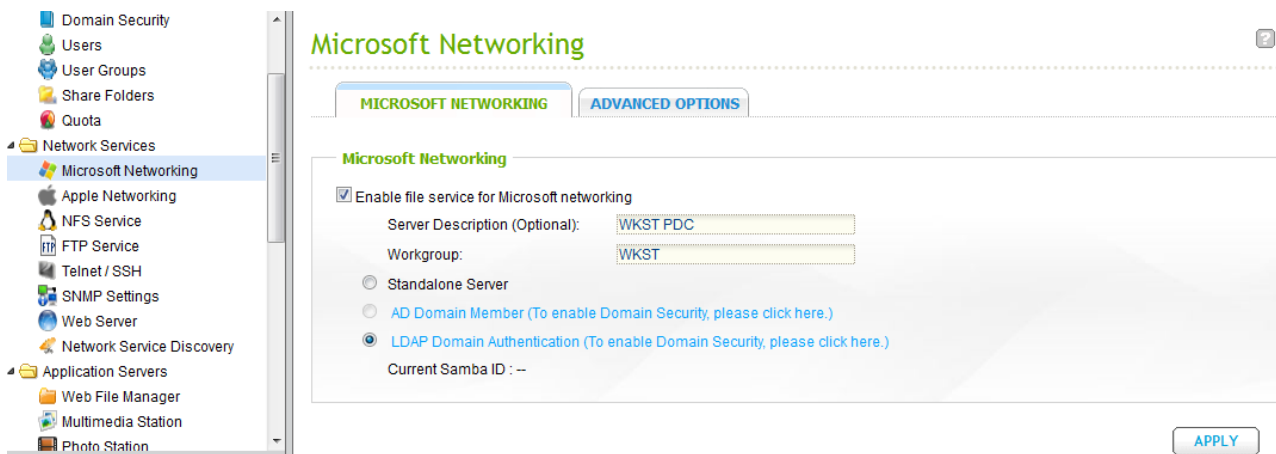 Domain Security
Users
User Groups
Share Folders
Quota
Network Services
Microsoft Networking
Apple Networking
NFS Service
FTP FTP Service
Telnet / SSH
SNMP Settings
Web Server
Network Service Discovery
Application Servers
Web File Manager
Multimedia Station
Photo Station
Microsoft Networking
?
MICROSOFT NETWORKING
ADVANCED OPTIONS
Microsoft Networking
Enable file service for Microsoft networking
Server Description (Optional): WKST PDC
Workgroup: WKST
Standalone Server
AD Domain Member (To enable Domain Security, please click here.)
LDAP Domain Authentication (To enable Domain Security, please click here.)
Current Samba ID : --
APPLY